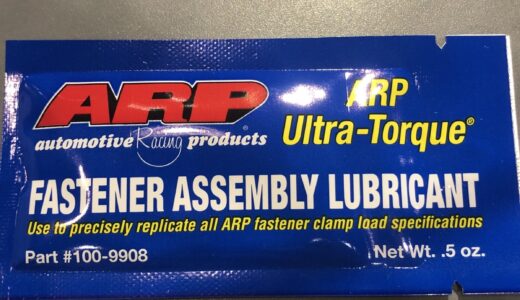 ARP
automotive Racing products
ARP
Ultra-Torque®
FASTENER ASSEMBLY LUBRICANT
Use to precisely replicate all ARP fastener clamp load specifications
Part #100-9908
Net Wt. .5 oz.